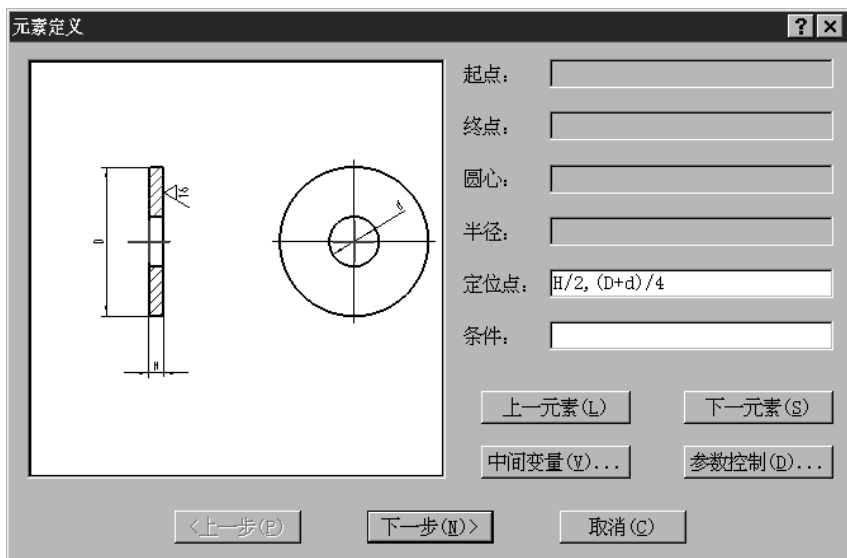 元素定义
起点:
终点:
圆心:
半径:
定位点: H/2,(D+d)/4
条件:
上一元素(L) 下一元素(S)
中间变量(V)... 参数控制(D)...
<上一步(P) 下一步(N)> 取消(C)
D
1.6
d
H